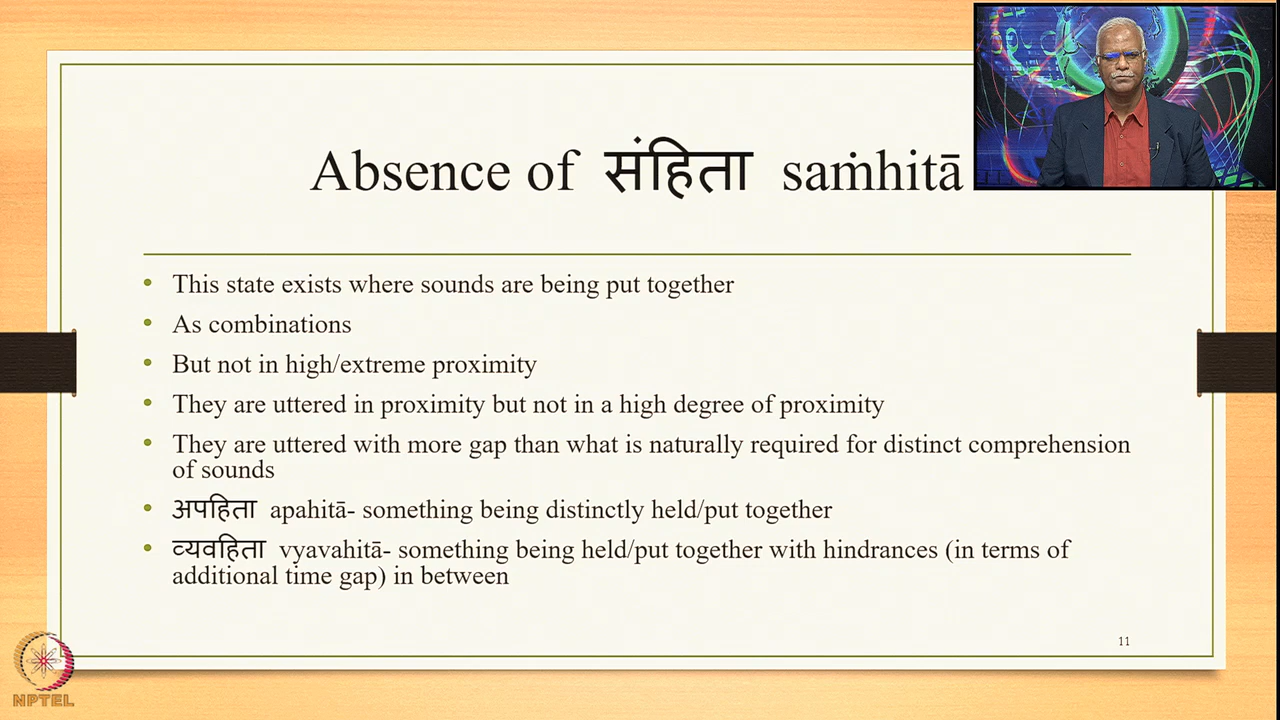 Absence of संहिता saṁhitā
• This state exists where sounds are being put together
• As combinations
• But not in high/extreme proximity
• They are uttered in proximity but not in a high degree of proximity
• They are uttered with more gap than what is naturally required for distinct comprehension
of sounds
• अपहिता apahitā- something being distinctly held/put together
• व्यवहिता vyavahitā- something being held/put together with hindrances (in terms of
additional time gap) in between
11
NPTEL